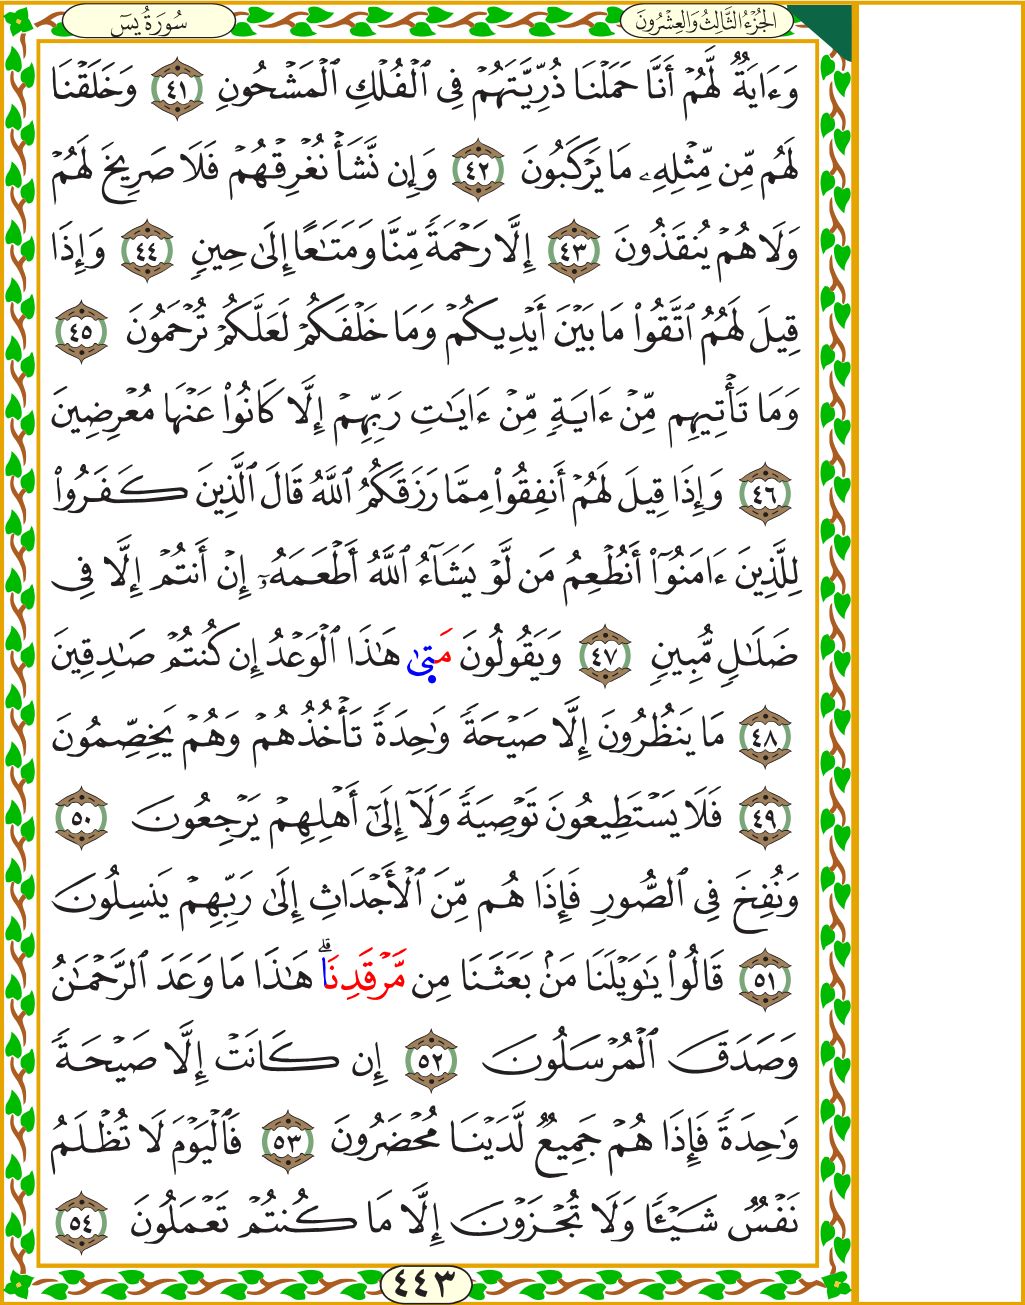 الجُزْءُ الثَّالِثُ وَالعِشْرُونَ
سُورَةُ يسٓ
وَءَايَةٌ لَّهُمْ أَنَّا حَمَلْنَا ذُرِّيَّتَهُمْ فِى ٱلْفُلْكِ ٱلْمَشْحُونِ ٤١ وَخَلَقْنَا
لَهُم مِّن مِّثْلِهِۦ مَا يَرْكَبُونَ ٤٢ وَإِن نَّشَأْ نُغْرِقْهُمْ فَلَا صَرِيخَ لَهُمْ
وَلَا هُمْ يُنقَذُونَ ٤٣ إِلَّا رَحْمَةً مِّنَّا وَمَتَـٰعًا إِلَىٰ حِينٍ ٤٤ وَإِذَا
قِيلَ لَهُمُ ٱتَّقُوا۟ مَا بَيْنَ أَيْدِيكُمْ وَمَا خَلْفَكُمْ لَعَلَّكُمْ تُرْحَمُونَ ٤٥
وَمَا تَأْتِيهِم مِّنْ ءَايَةٍ مِّنْ ءَايَـٰتِ رَبِّهِمْ إِلَّا كَانُوا۟ عَنْهَا مُعْرِضِينَ
٤٦ وَإِذَا قِيلَ لَهُمْ أَنفِقُوا۟ مِمَّا رَزَقَكُمُ ٱللَّهُ قَالَ ٱلَّذِينَ كَفَرُوا۟
لِلَّذِينَ ءَامَنُوٓا۟ أَنُطْعِمُ مَن لَّوْ يَشَآءُ ٱللَّهُ أَطْعَمَهُۥٓ إِنْ أَنتُمْ إِلَّا فِى
ضَلَـٰلٍ مُّبِينٍ ٤٧ وَيَقُولُونَ مَتَىٰ هَـٰذَا ٱلْوَعْدُ إِن كُنتُمْ صَـٰدِقِينَ
٤٨ مَا يَنظُرُونَ إِلَّا صَيْحَةً وَٰحِدَةً تَأْخُذُهُمْ وَهُمْ يَخِصِّمُونَ
٤٩ فَلَا يَسْتَطِيعُونَ تَوْصِيَةً وَلَآ إِلَىٰٓ أَهْلِهِمْ يَرْجِعُونَ ٥٠
وَنُفِخَ فِى ٱلصُّورِ فَإِذَا هُم مِّنَ ٱلْأَجْدَاثِ إِلَىٰ رَبِّهِمْ يَنسِلُونَ
٥١ قَالُوا۟ يَـٰوَيْلَنَا مَنۢ بَعَثَنَا مِن مَّرْقَدِنَاۗ هَـٰذَا مَا وَعَدَ ٱلرَّحْمَـٰنُ
وَصَدَقَ ٱلْمُرْسَلُونَ ٥٢ إِن كَانَتْ إِلَّا صَيْحَةً
وَٰحِدَةً فَإِذَا هُمْ جَمِيعٌ لَّدَيْنَا مُحْضَرُونَ ٥٣ فَٱلْيَوْمَ لَا تُظْلَمُ
نَفْسٌ شَيْـًٔا وَلَا تُجْزَوْنَ إِلَّا مَا كُنتُمْ تَعْمَلُونَ ٥٤
٤٤٣